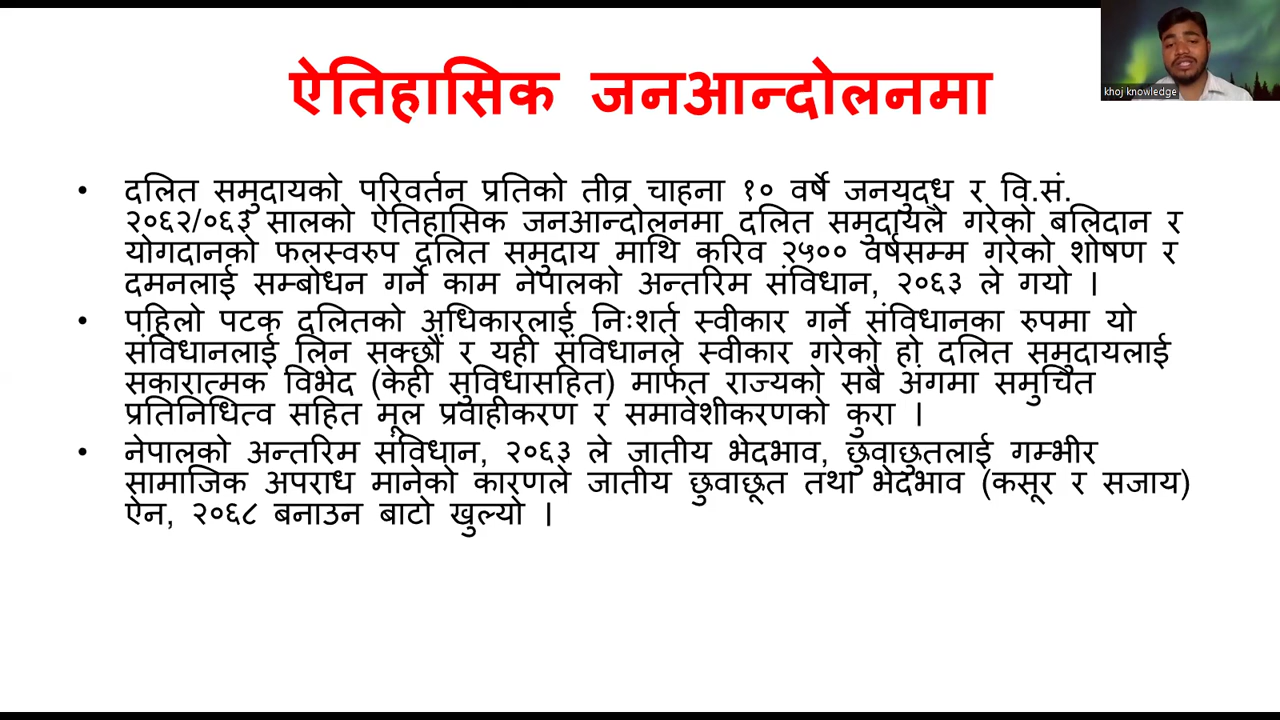 ऐतिहासिक जनआन्दोलनमा
khoj knowledge
• दलित समुदायको परिवर्तन प्रतिको तीव्र चाहना १० वर्षे जनयुद्ध र वि.सं.
२०६२/०६३ सालको ऐतिहासिक जनआन्दोलनमा दलित समुदायले गरेको बलिदान र
योगदानको फलस्वरुप दलित समुदाय माथि करिव २५०० वर्षसम्म गरेको शोषण र
दमनलाई सम्बोधन गर्ने काम नेपालको अन्तरिम संविधान, २०६३ ले गयो ।
• पहिलो पटक दलितको अधिकारलाई निःशर्त स्वीकार गर्ने संविधानका रुपमा यो
संविधानलाई लिन सक्छौं र यही संविधानले स्वीकार गरेको हो दलित समुदायलाई
सकारात्मक विभेद (केही सुविधासहित) मार्फत राज्यको सबै अंगमा समुचित
प्रतिनिधित्व सहित मूल प्रवाहीकरण र समावेशीकरणको कुरा ।
• नेपालको अन्तरिम संविधान, २०६३ ले जातीय भेदभाव, छुवाछुतलाई गम्भीर
सामाजिक अपराध मानेको कारणले जातीय छुवाछूत तथा भेदभाव (कसूर र सजाय)
ऐन, २०६८ बनाउन बाटो खुल्यो ।